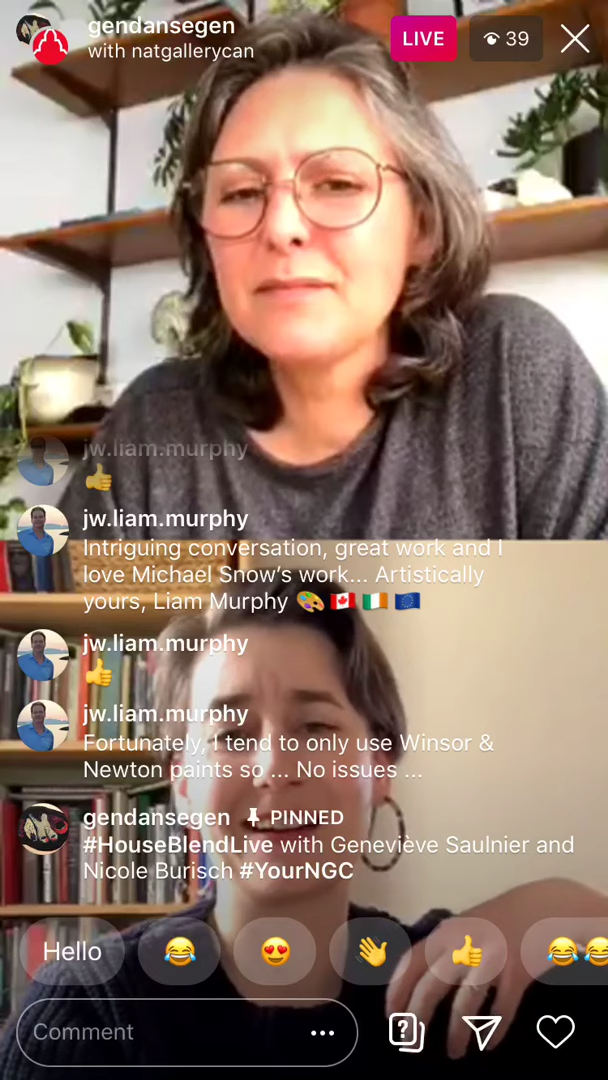 gendansegen
with natgallerycan
LIVE
39
jw.liam.murphy
👍
jw.liam.murphy
Intriguing conversation, great work and I
love Michael Snow’s work... Artistically
yours, Liam Murphy 🎨🇨🇦🇮🇪🇪🇺
jw.liam.murphy
👍
jw.liam.murphy
Fortunately, I tend to only use Winsor &
Newton paints so ... No issues ...
gendansegen 📌 PINNED
#HouseBlendLive with Geneviève Saulnier and
Nicole Burisch #YourNGC
Hello 😂 😍 👋 👍 😂😂
Comment ...